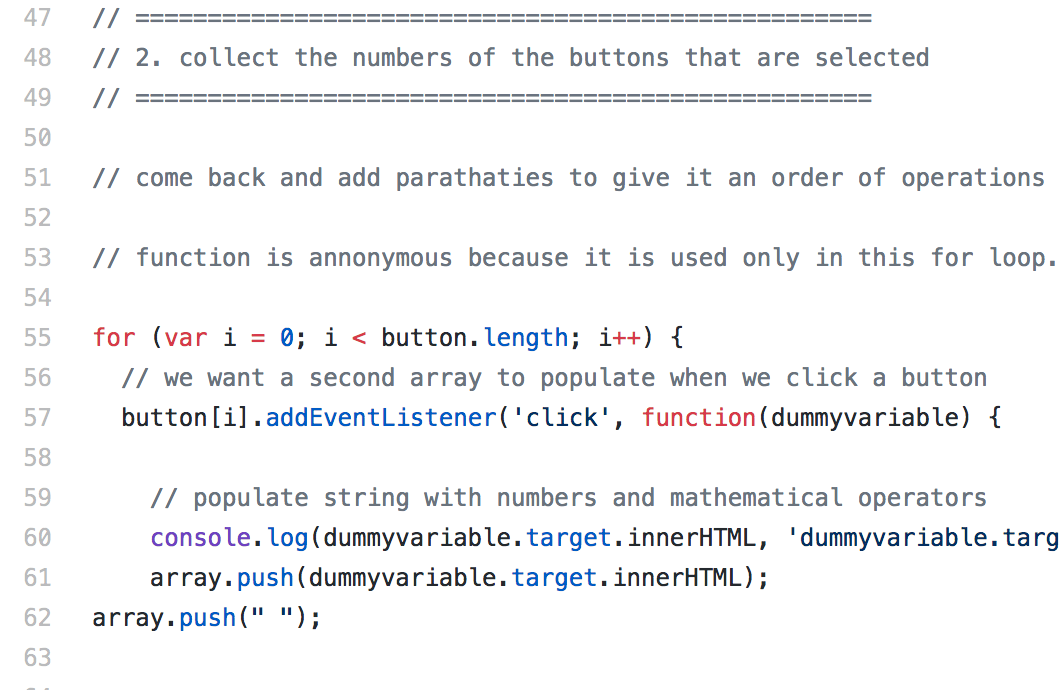 47 // ===================================================
48 // 2. collect the numbers of the buttons that are selected
49 // ===================================================
50
51 // come back and add parathaties to give it an order of operations
52
53 // function is annonymous because it is used only in this for loop.
54
55 for (var i = 0; i < button.length; i++) {
56 // we want a second array to populate when we click a button
57 button[i].addEventListener('click', function(dummyvariable) {
58
59 // populate string with numbers and mathematical operators
60 console.log(dummyvariable.target.innerHTML, 'dummyvariable.targ
61 array.push(dummyvariable.target.innerHTML);
62 array.push(" ");
63